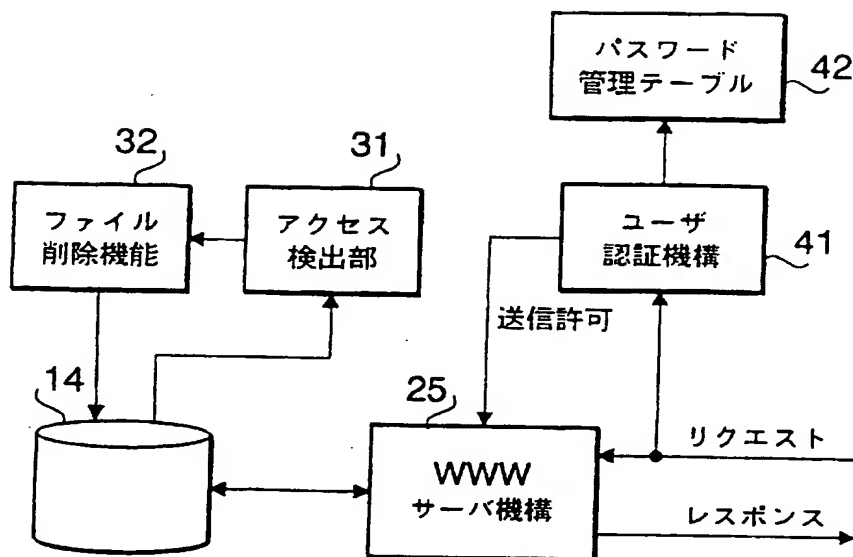 パスワード
管理テーブル
42
32
31
ファイル
削除機能
アクセス
検出部
ユーザ
認証機構
41
送信許可
14
25
WWW
サーバ機構
リクエスト
レスポンス